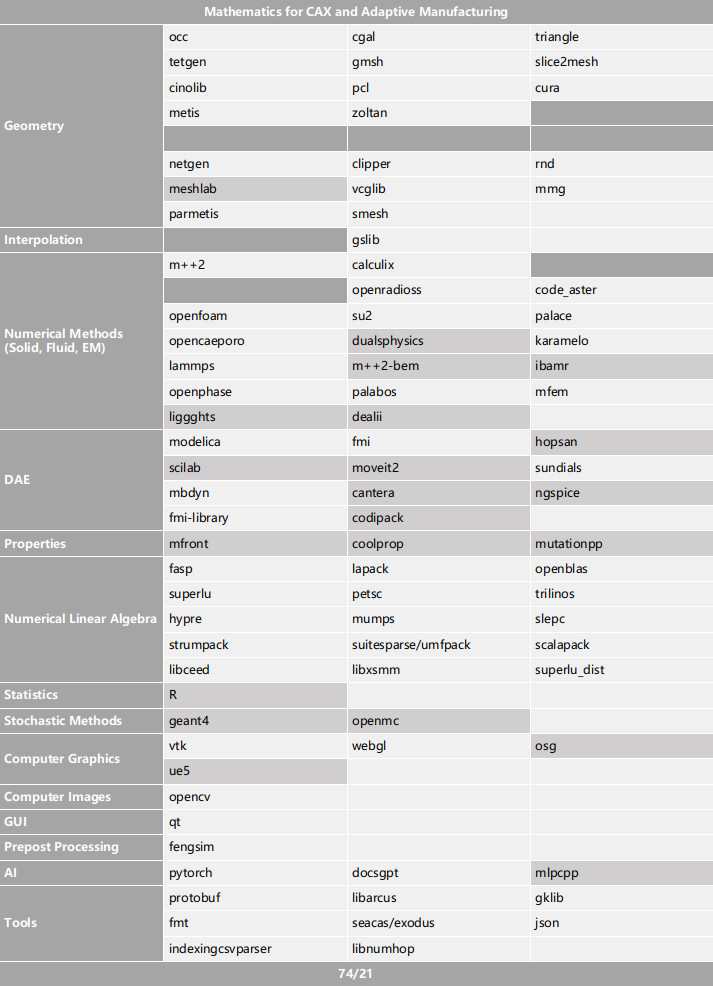 Mathematics for CAX and Adaptive Manufacturing
Geometry
occ cgal triangle
tetgen gmsh slice2mesh
cinolib pcl cura
metis zoltan
netgen clipper rnd
meshlab vcglib mmg
parmetis smesh
Interpolation gslib
Numerical Methods
(Solid, Fluid, EM)
m++2 calculix
openradioss code_aster
openfoam su2 palace
opencaeporo dualsphysics karamelo
lammps m++2-bem ibamr
openphase palabos mfem
liggghts dealii
DAE
modelica fmi hopsan
scilab moveit2 sundials
mbdyn cantera ngspice
fmi-library codipack
Properties mfront coolprop mutationpp
Numerical Linear Algebra
fasp lapack openblas
superlu petsc trilinos
hypre mumps slepc
strumpack suitesparse/umfpack scalapack
libceed libxsmm superlu_dist
Statistics R
Stochastic Methods geant4 openmc
Computer Graphics
vtk webgl osg
ue5
Computer Images opencv
GUI qt
Prepost Processing fengsim
AI pytorch docsgpt mlpcpp
Tools
protobuf libarcus gklib
fmt seacas/exodus json
indexingcsvparser libnumhop
74/21